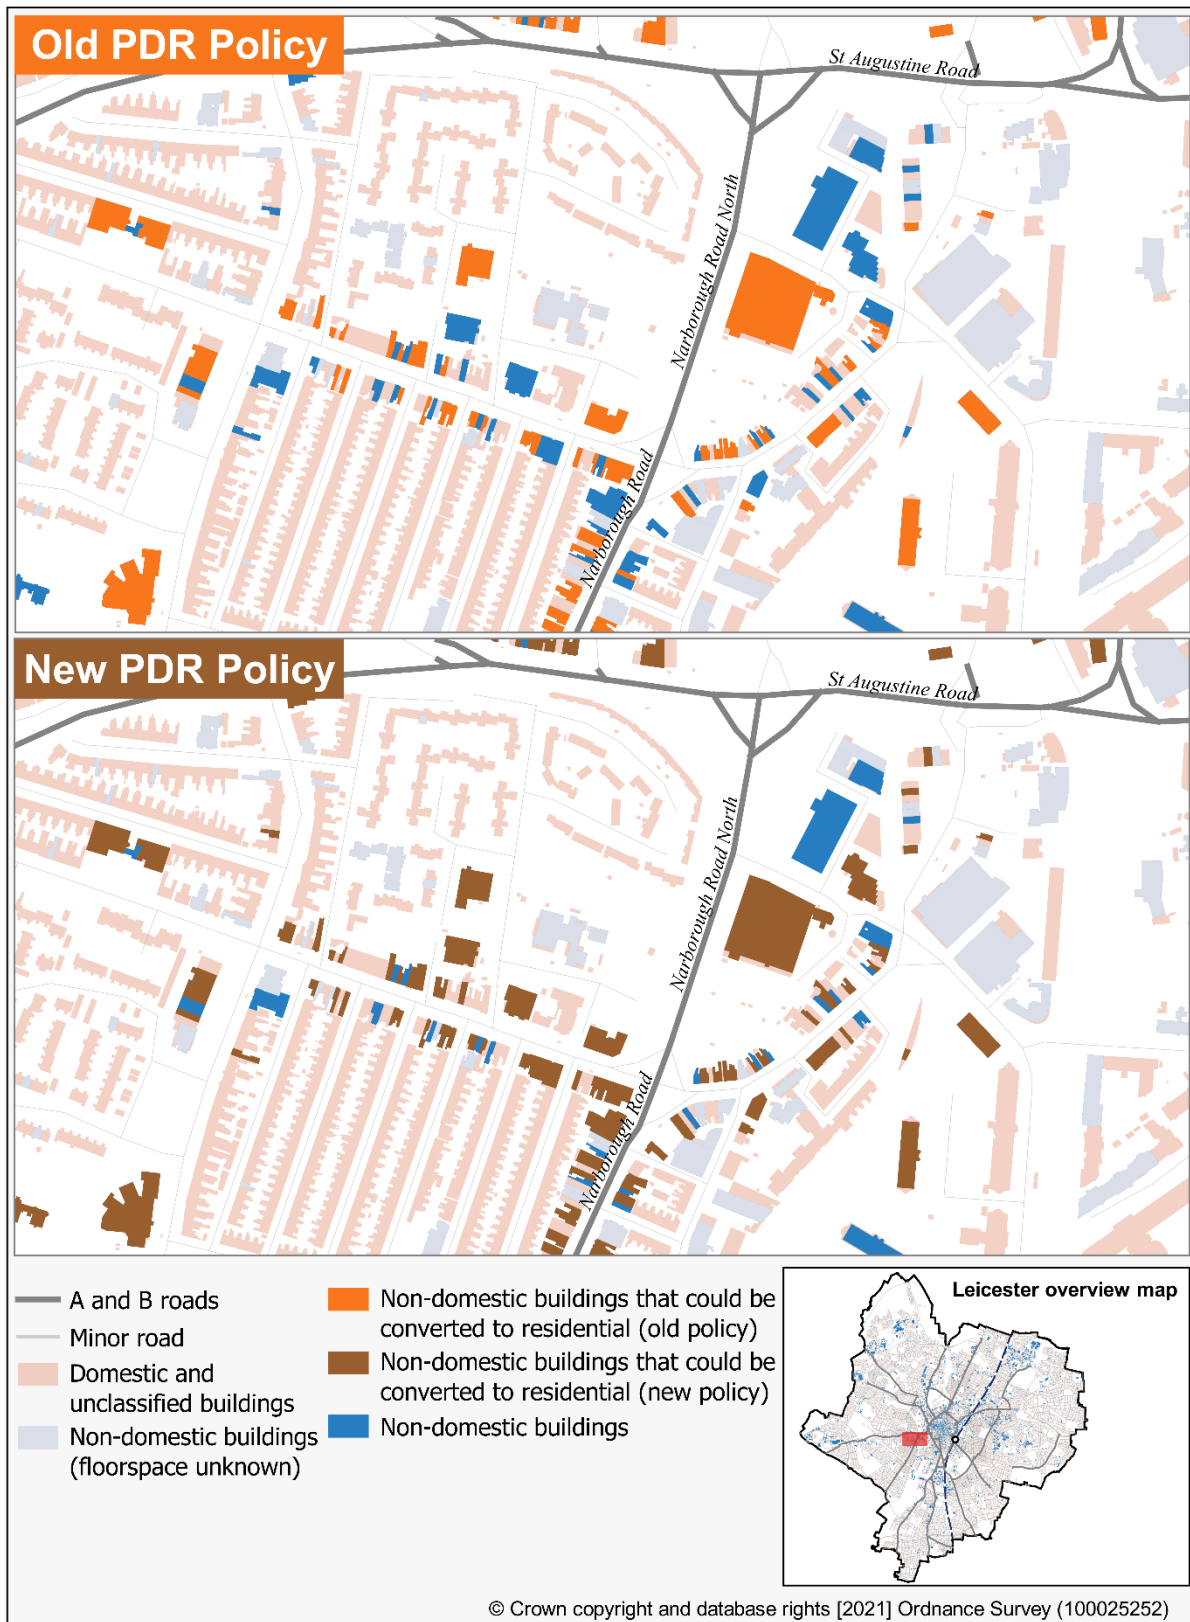 Old PDR Policy
St Augustine Road
Narborough Road North
Narborough Road
New PDR Policy
St Augustine Road
Narborough Road North
Narborough Road
A and B roads
Minor road
Domestic and
unclassified buildings
Non-domestic buildings
(floorspace unknown)
Non-domestic buildings that could be
converted to residential (old policy)
Non-domestic buildings that could be
converted to residential (new policy)
Non-domestic buildings
Leicester overview map
© Crown copyright and database rights [2021] Ordnance Survey (100025252)